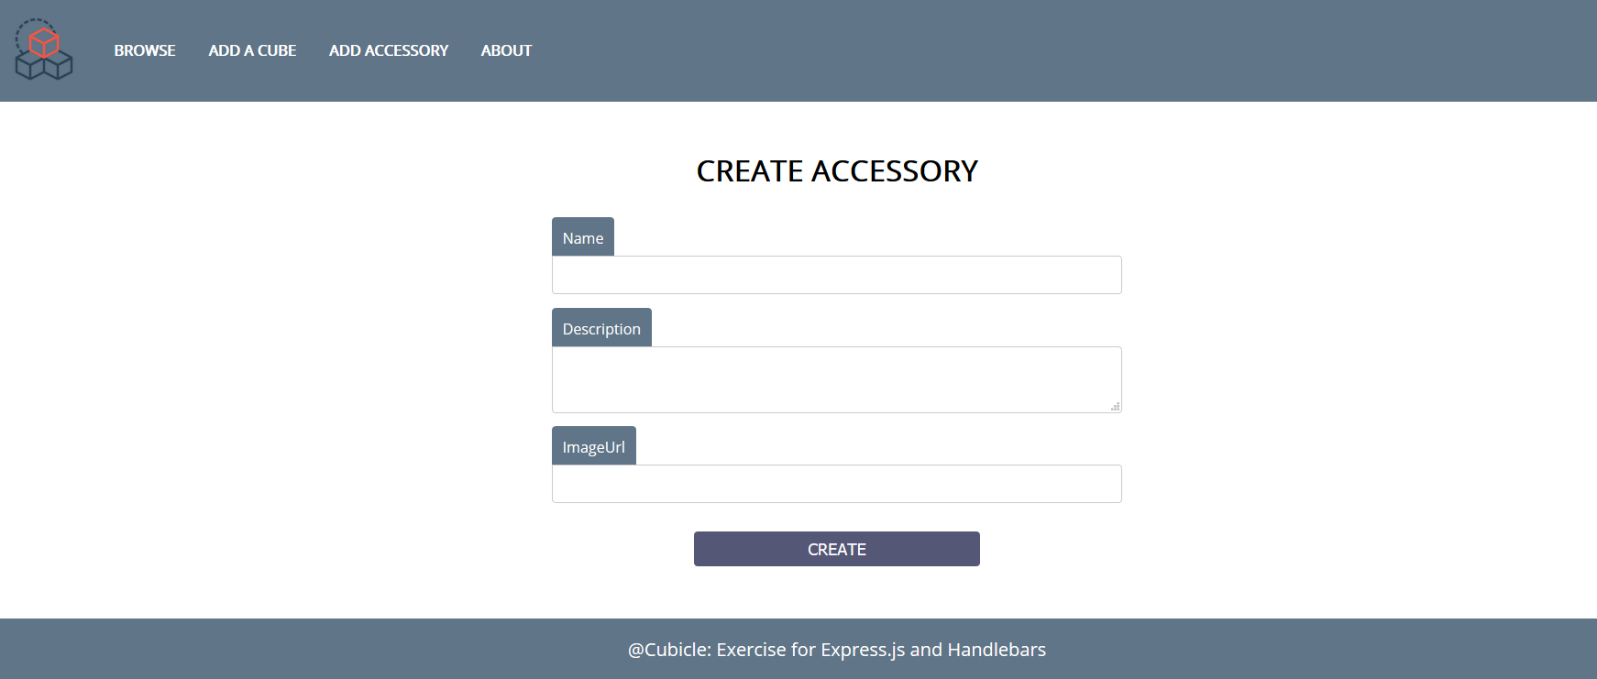 BROWSE ADD A CUBE ADD ACCESSORY ABOUT
CREATE ACCESSORY
Name
Description
ImageUrl
CREATE
@Cubicle: Exercise for Express.js and Handlebars